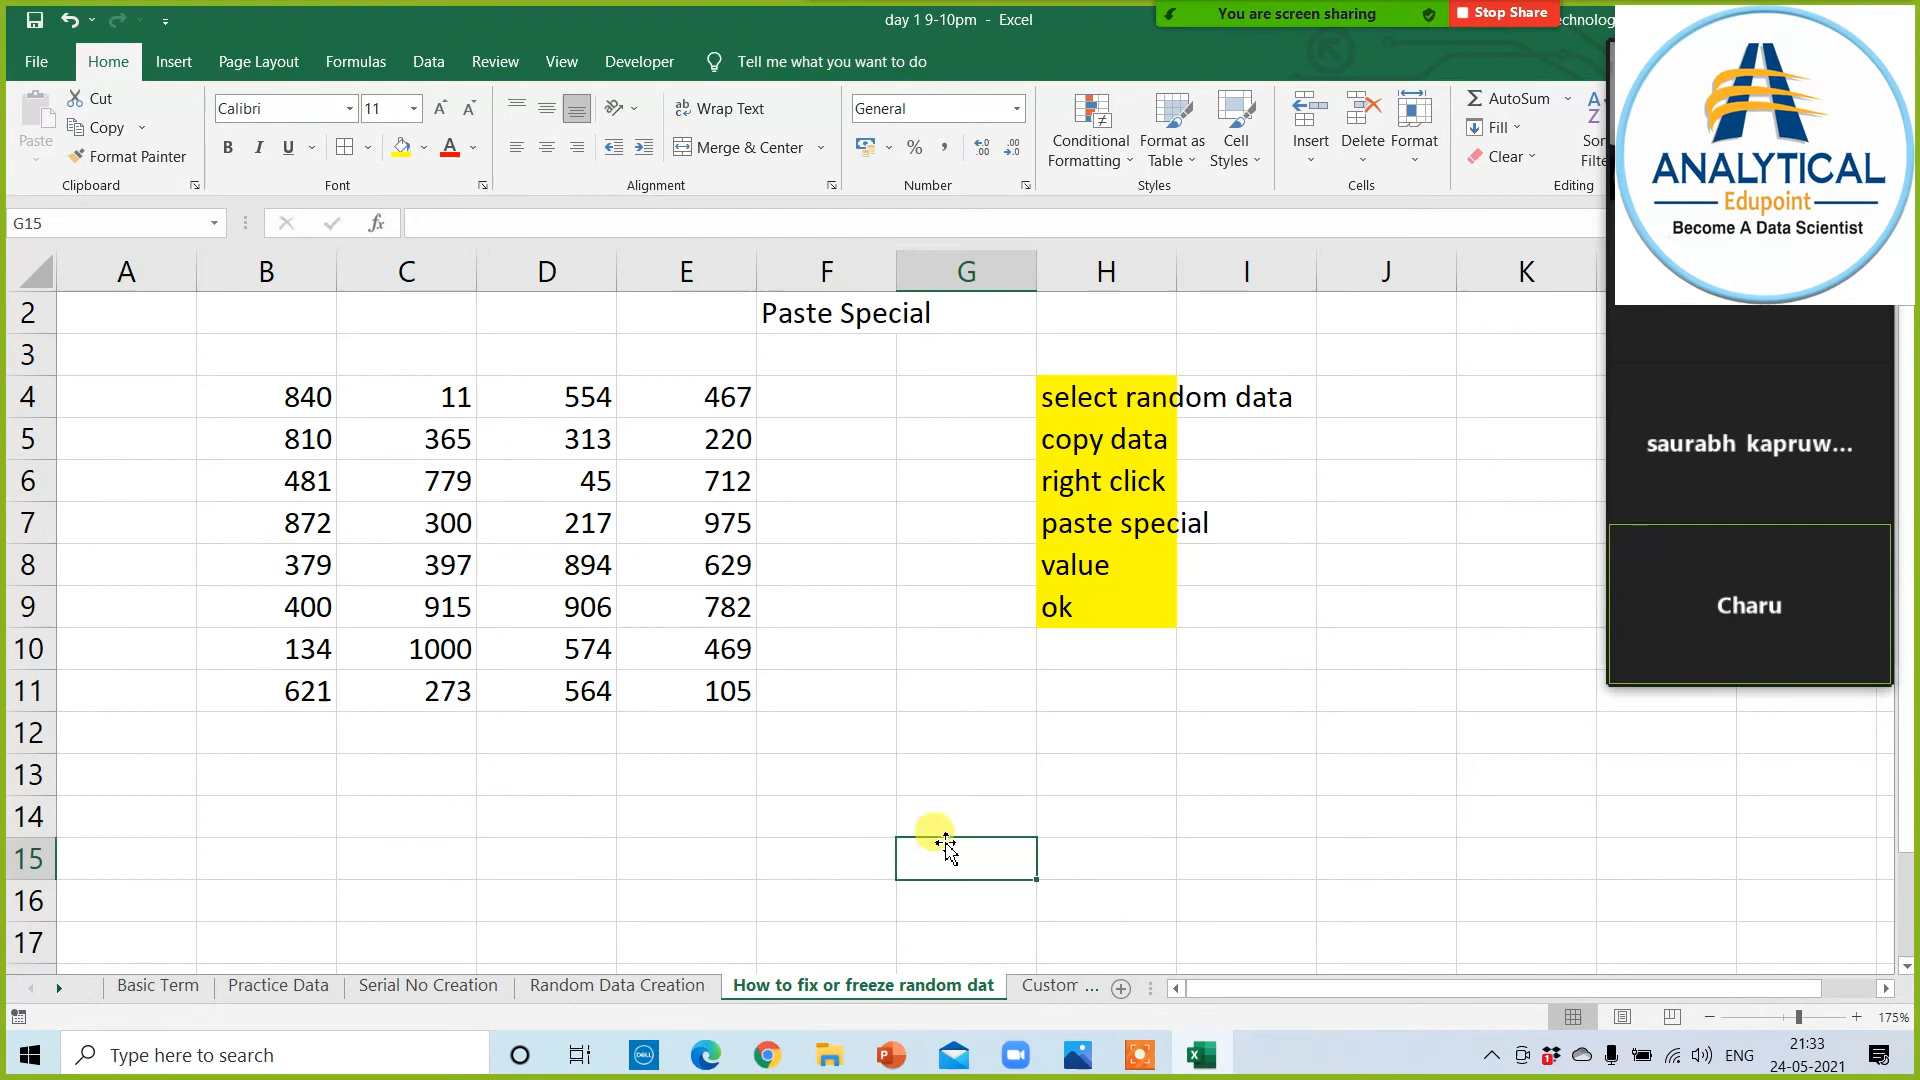 day 1 9-10pm - Excel
You are screen sharing
Stop Share
File Home Insert Page Layout Formulas Data Review View Developer Tell me what you want to do
Paste
Cut
Copy
Format Painter
Clipboard
Calibri 11
B I U A
Font
Wrap Text
Merge & Center
Alignment
General
% ,
Number
Conditional Formatting
Format as Table
Cell Styles
Styles
Insert Delete Format
Cells
AutoSum
Fill
Clear
Editing
ANALYTICAL
Edupoint
Become A Data Scientist
G15 fx
A B C D E F G H I J K
2 Paste Special
3
4 840 11 554 467 select random data
5 810 365 313 220 copy data
6 481 779 45 712 right click
7 872 300 217 975 paste special
8 379 397 894 629 value
9 400 915 906 782 ok
10 134 1000 574 469
11 621 273 564 105
12
13
14
15
16
17
saurabh kapruw...
Charu
Basic Term Practice Data Serial No Creation Random Data Creation How to fix or freeze random dat Custom ...
175%
Type here to search
ENG
21:33
24-05-2021